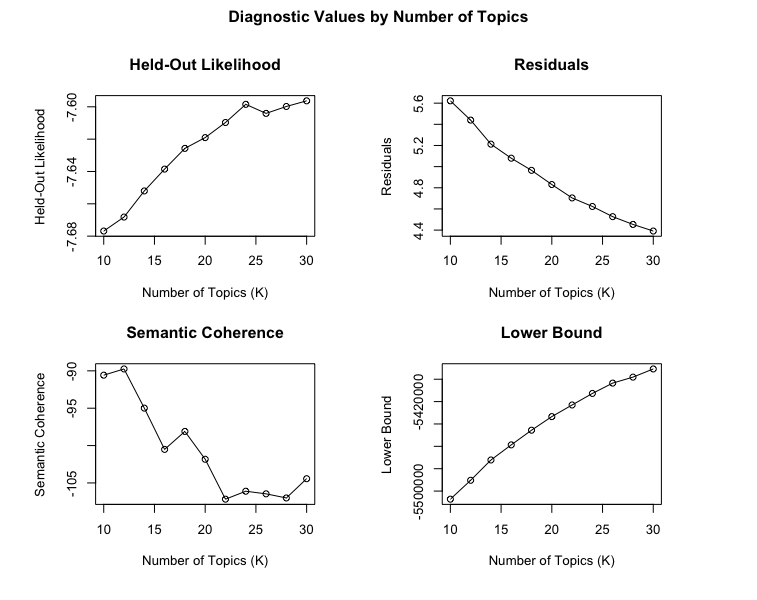 Diagnostic Values by Number of Topics
Held-Out Likelihood
Held-Out Likelihood
-7.60
-7.64
-7.68
10 15 20 25 30
Number of Topics (K)
Residuals
Residuals
5.6
5.2
4.8
4.4
10 15 20 25 30
Number of Topics (K)
Semantic Coherence
Semantic Coherence
-90
-95
-105
10 15 20 25 30
Number of Topics (K)
Lower Bound
Lower Bound
-5420000
-5500000
10 15 20 25 30
Number of Topics (K)